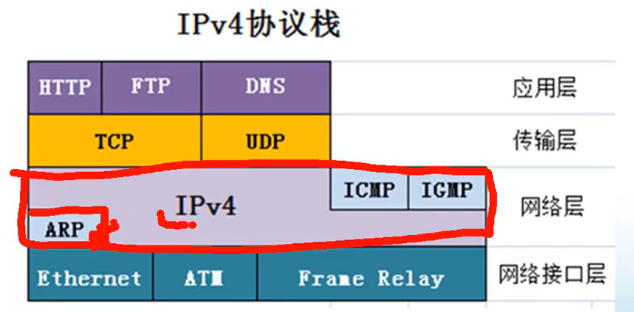 IPv4协议栈
HTTP FTP DNS 应用层
TCP UDP 传输层
IPv4 ICMP IGMP 网络层
ARP
Ethernet ATM Frame Relay 网络接口层